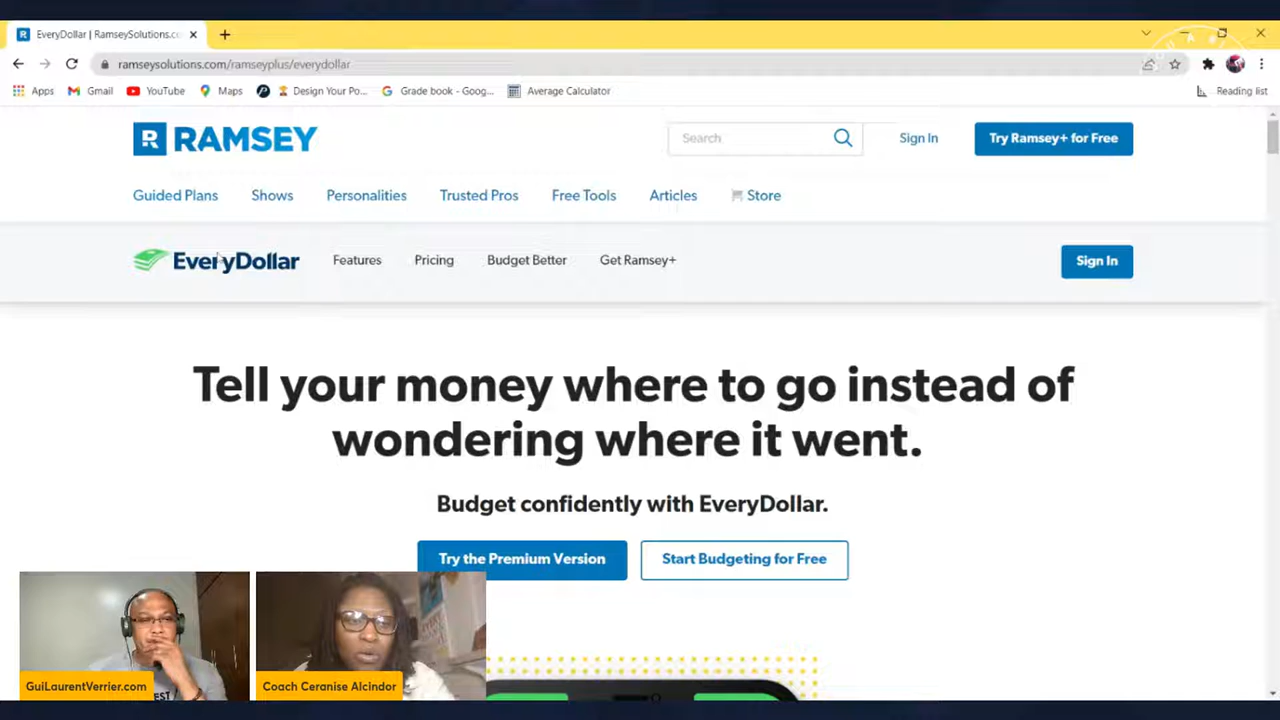 EveryDollar | RamseySolutions.co
ramseysolutions.com/ramseyplus/everydollar
Apps Gmail YouTube Maps Design Your Po... Grade book - Goog... Average Calculator Reading list
R RAMSEY Search Sign In Try Ramsey+ for Free
Guided Plans Shows Personalities Trusted Pros Free Tools Articles Store
EveryDollar Features Pricing Budget Better Get Ramsey+ Sign In
Tell your money where to go instead of
wondering where it went.
Budget confidently with EveryDollar.
Try the Premium Version Start Budgeting for Free
GuiLaurentVerrier.com Coach Ceranise Alcindor